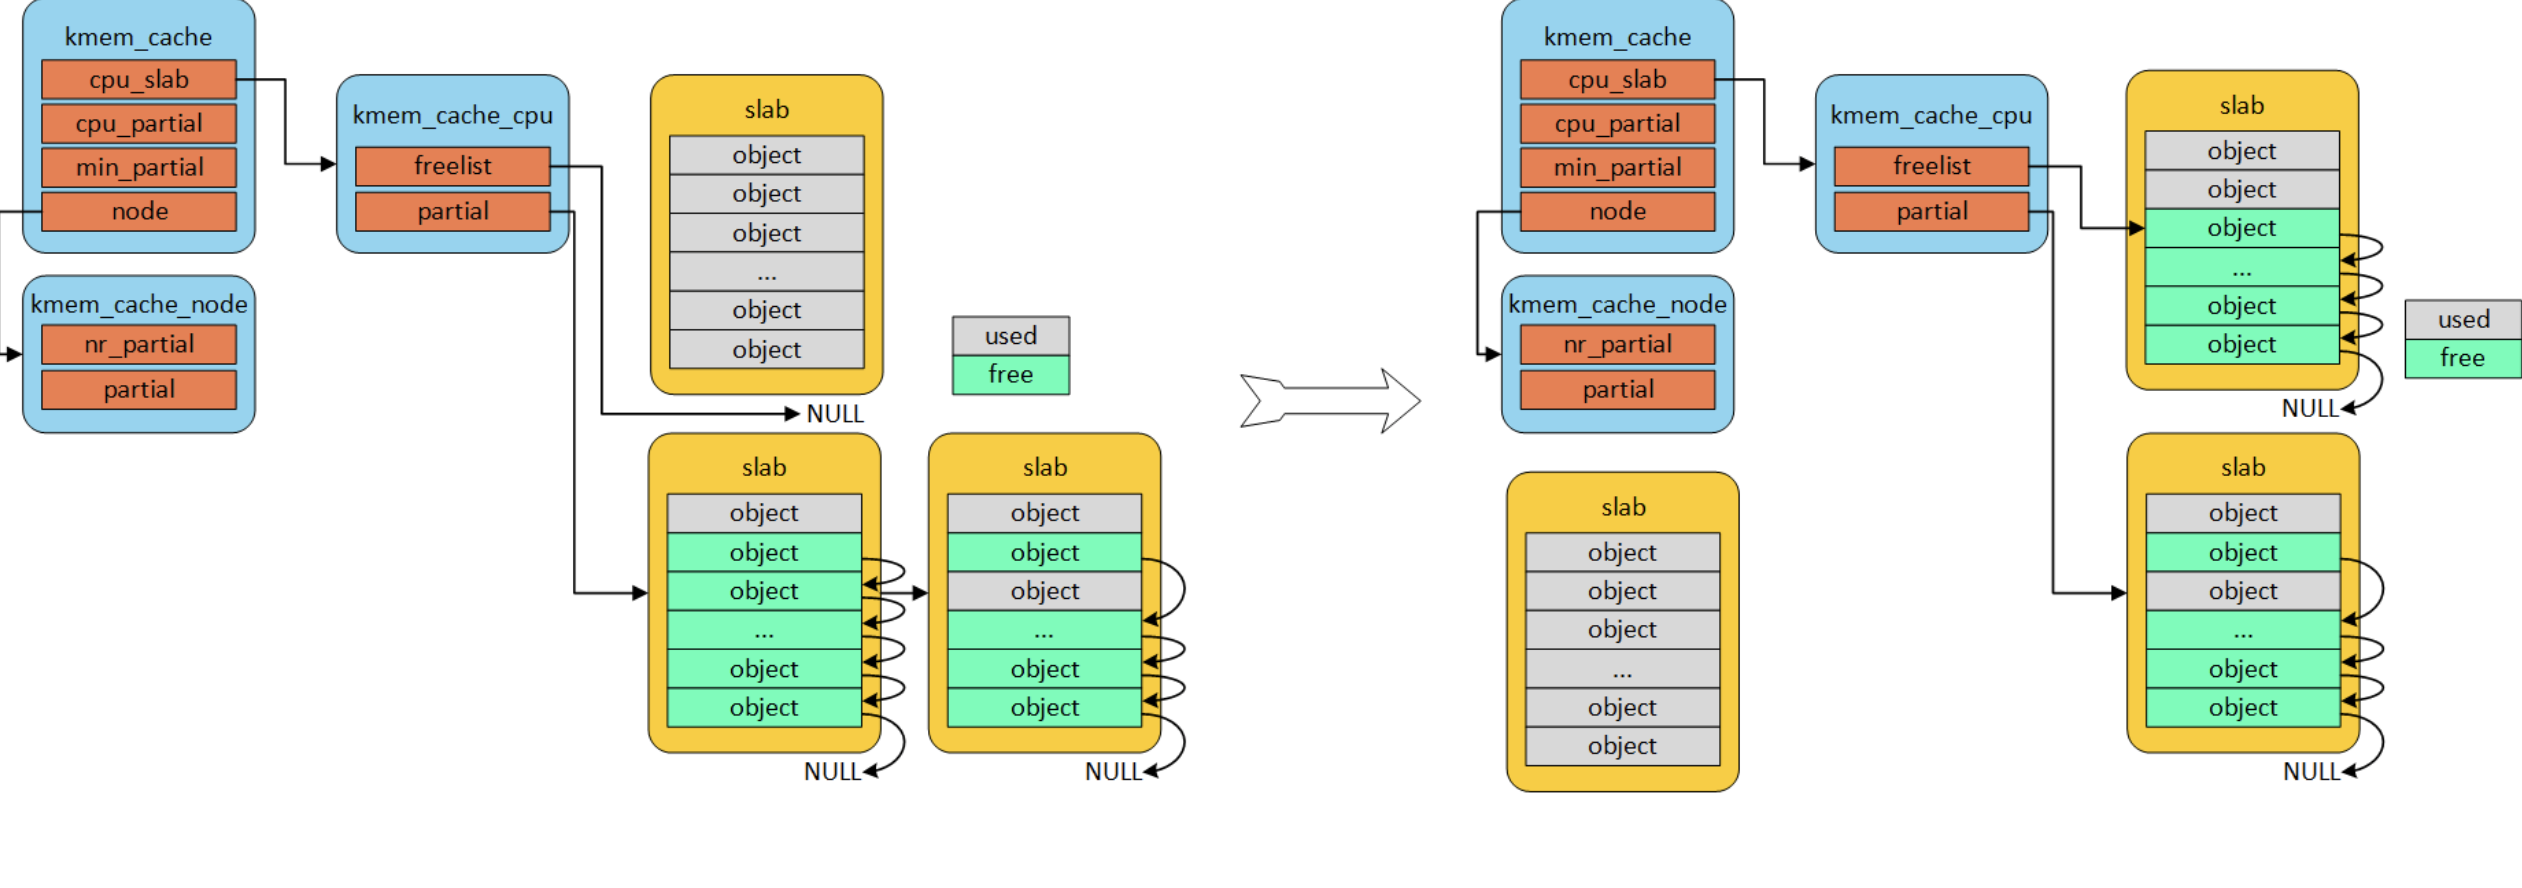 kmem_cache
cpu_slab
cpu_partial
min_partial
node
kmem_cache_node
nr_partial
partial
kmem_cache_cpu
freelist
partial
slab
object
object
object
...
object
object
NULL
used
free
slab
object
object
object
...
object
object
NULL
slab
object
object
object
...
object
object
NULL
kmem_cache
cpu_slab
cpu_partial
min_partial
node
kmem_cache_node
nr_partial
partial
slab
object
object
object
...
object
object
kmem_cache_cpu
freelist
partial
slab
object
object
object
...
object
object
NULL
used
free
slab
object
object
object
...
object
object
NULL